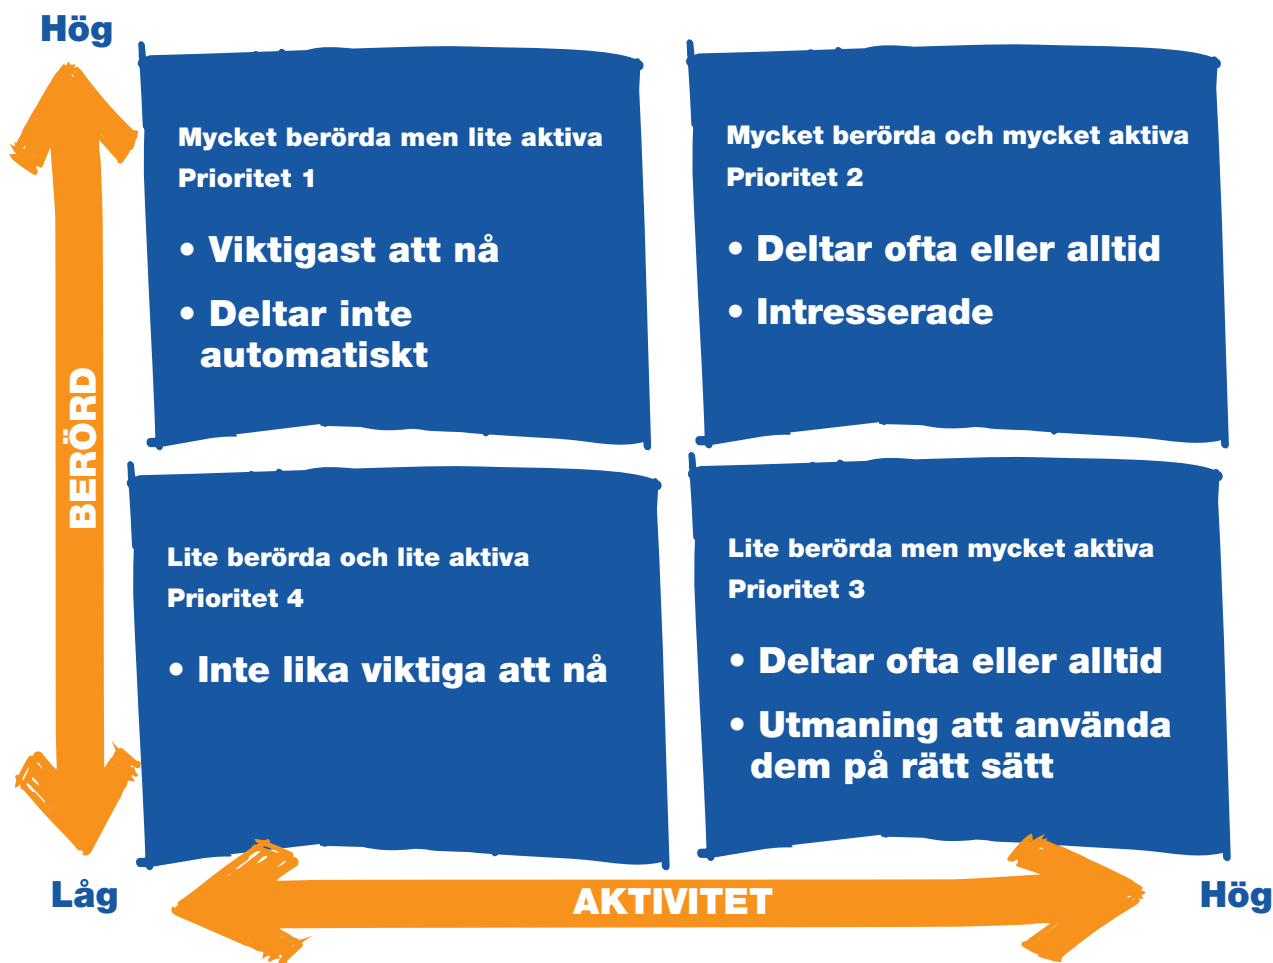 Hög
Mycket berörda men lite aktiva
Prioritet 1
• Viktigast att nå
• Deltar inte
automatiskt
Mycket berörda och mycket aktiva
Prioritet 2
• Deltar ofta eller alltid
• Intresserade
BERÖRD
Lite berörda och lite aktiva
Prioritet 4
• Inte lika viktiga att nå
Lite berörda men mycket aktiva
Prioritet 3
• Deltar ofta eller alltid
• Utmaning att använda
dem på rätt sätt
Låg
AKTIVITET
Hög